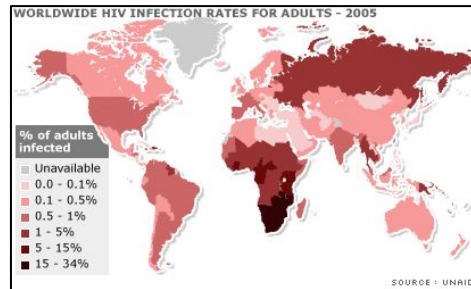 WORLDWIDE HIV INFECTION RATES FOR ADULTS - 2005
% of adults
infected
Unavailable
0.0 - 0.1%
0.1 - 0.5%
0.5 - 1%
1 - 5%
5 - 15%
15 - 34%
SOURCE : UNAID